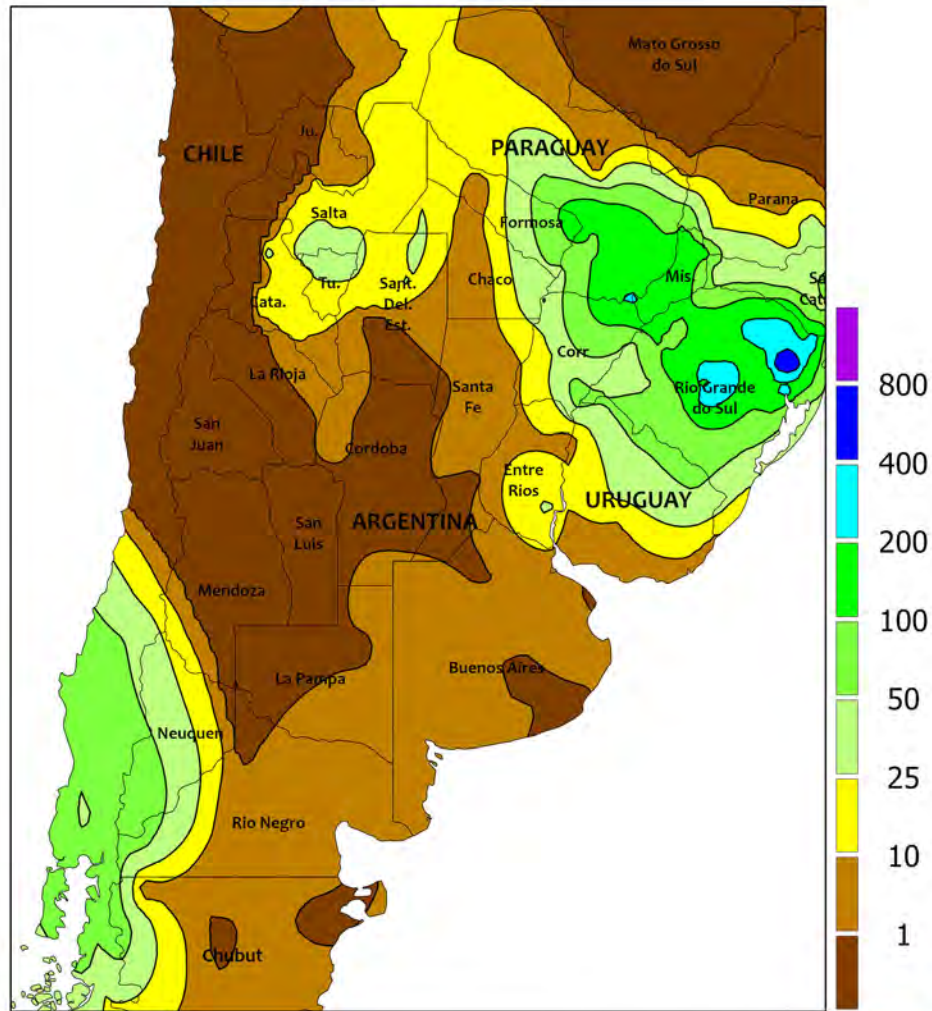 Mato Grosso
do Sul
Ju.
CHILE
PARAGUAY
Parana
Salta
Formosa
Chaco
Mis.
Tu.
Sant.
Del.
Est.
Cata.
Corr.
La Rioja
Santa
Fe
Rio Grande
do Sul
San
Juan
Cordoba
Entre
Rios
URUGUAY
ARGENTINA
San
Luis
Mendoza
La Pampa
Buenos Aires
Neuquen
Rio Negro
Chubut
800
400
200
100
50
25
10
1